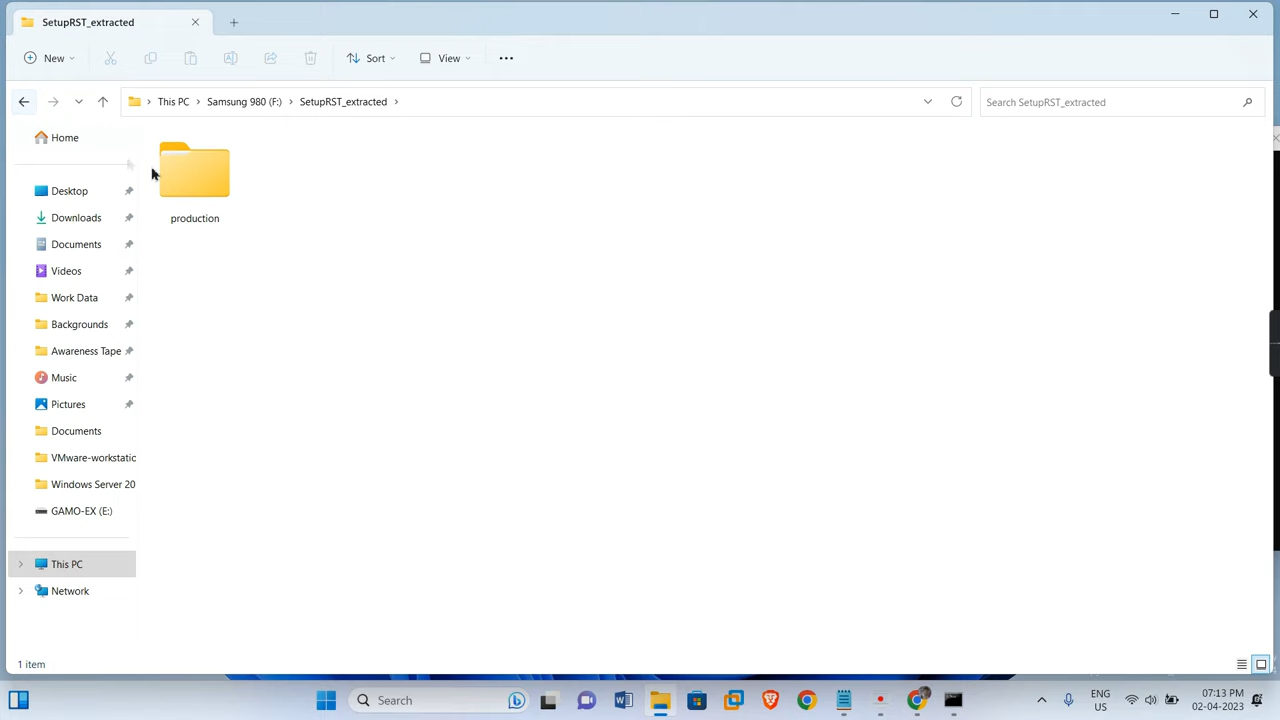 SetupRST_extracted
New
Sort
View
This PC
Samsung 980 (F:)
SetupRST_extracted
Search SetupRST_extracted
Home
Desktop
Downloads
Documents
Videos
Work Data
Backgrounds
Awareness Tape
Music
Pictures
Documents
VMware-workstatic
Windows Server 20
GAMO-EX (E:)
This PC
Network
production
1 item
Search
ENG
US
07:13 PM
02-04-2023